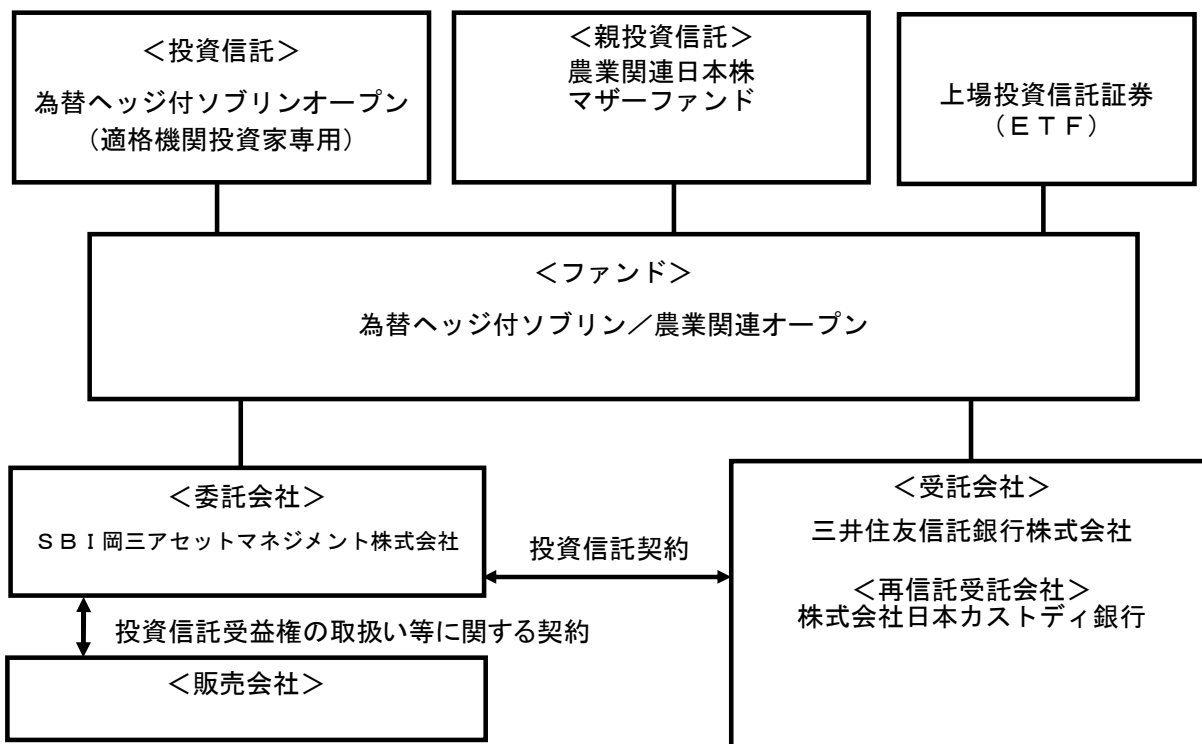 ＜投資信託＞
為替ヘッジ付ソブリンオープン
（適格機関投資家専用）
＜親投資信託＞
農業関連日本株
マザーファンド
上場投資信託証券
（ＥＴＦ）
＜ファンド＞
為替ヘッジ付ソブリン／農業関連オープン
＜委託会社＞
ＳＢＩ岡三アセットマネジメント株式会社
投資信託契約
＜受託会社＞
三井住友信託銀行株式会社
＜再信託受託会社＞
株式会社日本カストディ銀行
投資信託受益権の取扱い等に関する契約
＜販売会社＞